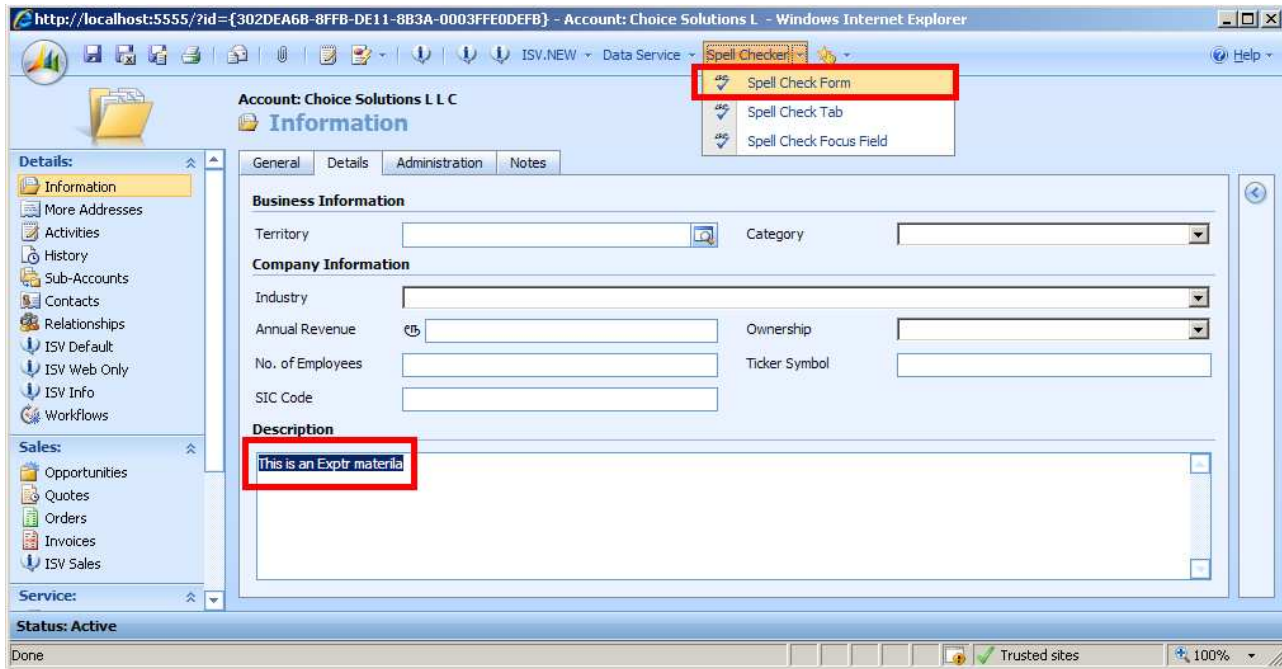 http://localhost:5555/?id={302DEA6B-8FFB-DE11-8B3A-0003FFE0DEFB} - Account: Choice Solutions L - Windows Internet Explorer
ISV.NEW Data Service Spell Checker Help
Spell Check Form
Spell Check Tab
Spell Check Focus Field
Account: Choice Solutions L L C
Information
Details:
Information
More Addresses
Activities
History
Sub-Accounts
Contacts
Relationships
ISV Default
ISV Web Only
ISV Info
Workflows
Sales:
Opportunities
Quotes
Orders
Invoices
ISV Sales
Service:
General Details Administration Notes
Business Information
Territory Category
Company Information
Industry
Annual Revenue Ownership
No. of Employees Ticker Symbol
SIC Code
Description
This is an Exptr materila
Status: Active
Done Trusted sites 100%